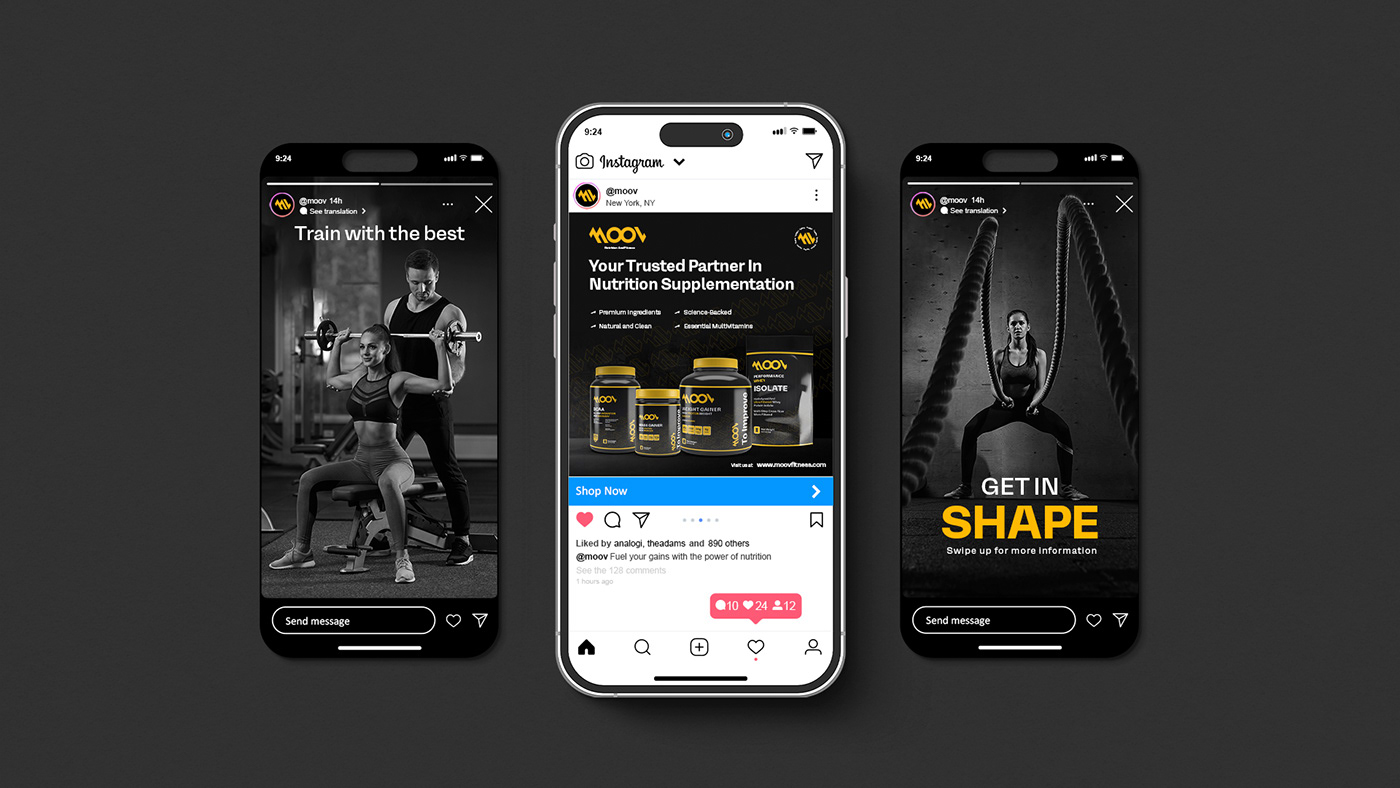 9:24
@moov 14h
See translation
Train with the best
Send message
9:24
Instagram
@moov
New York, NY
MOOV
Your Trusted Partner In
Nutrition Supplementation
Premium Ingredients
Science-Backed
Natural and Clean
Essential Multivitamins
MOOV
PERFORMANCE
WHEY
ISOLATE
MOOV
BCAA
MOOV
MASS GAINER
MOOV
WEIGHT GAINER
MOOV
To Improve
Visit us at www.moovfitness.com
Shop Now
Liked by analogi, theadams and 890 others
@moov Fuel your gains with the power of nutrition
See the 128 comments
1 hours ago
10 24 12
9:24
@moov 14h
See translation
GET IN
SHAPE
Swipe up for more information
Send message